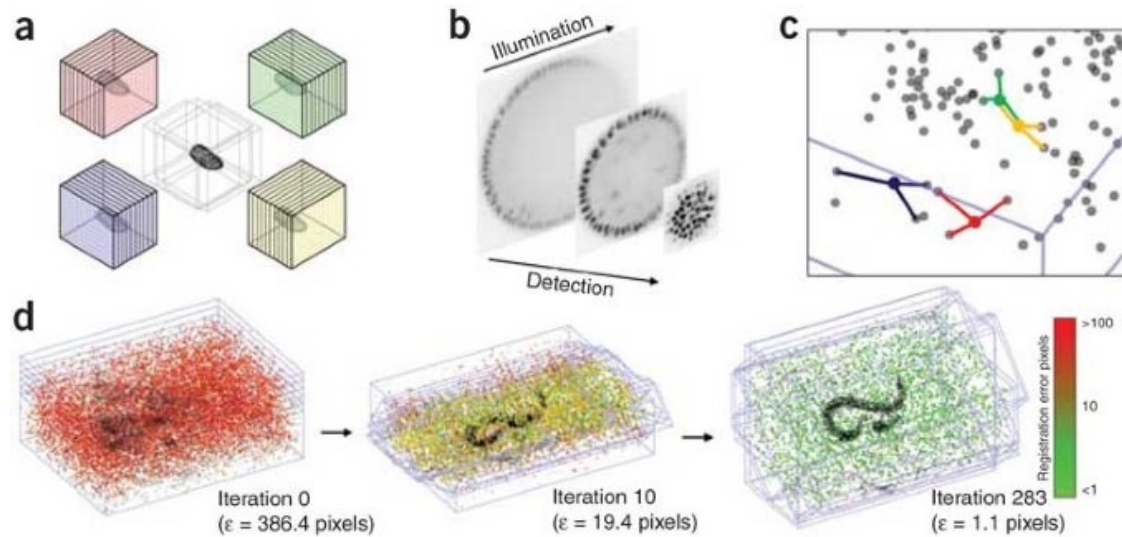 a
b
c
Illumination
Detection
d
>100
10
<1
Registration error pixels
Iteration 0
(ε = 386.4 pixels)
Iteration 10
(ε = 19.4 pixels)
Iteration 283
(ε = 1.1 pixels)